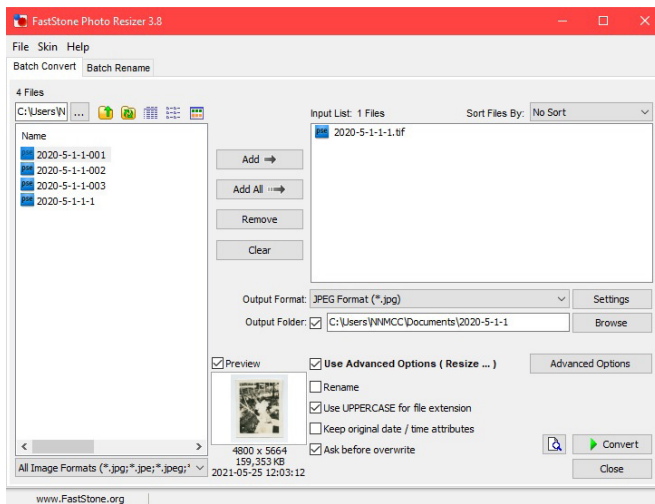 FastStone Photo Resizer 3.8
File Skin Help
Batch Convert Batch Rename
4 Files
C:\Users\N ...
Input List: 1 Files Sort Files By: No Sort
Name
pse 2020-5-1-1-001
pse 2020-5-1-1-002
pse 2020-5-1-1-003
pse 2020-5-1-1-1
pse 2020-5-1-1-1.tif
Add
Add All
Remove
Clear
Output Format: JPEG Format (*.jpg) Settings
Output Folder: C:\Users\NNMCC\Documents\2020-5-1-1 Browse
Preview Use Advanced Options ( Resize ... ) Advanced Options
Rename
Use UPPERCASE for file extension
Keep original date / time attributes
Ask before overwrite Convert
4800 x 5664
159,353 KB
2021-05-25 12:03:12
All Image Formats (*.jpg;*.jpe;*.jpeg;* Close
www.FastStone.org